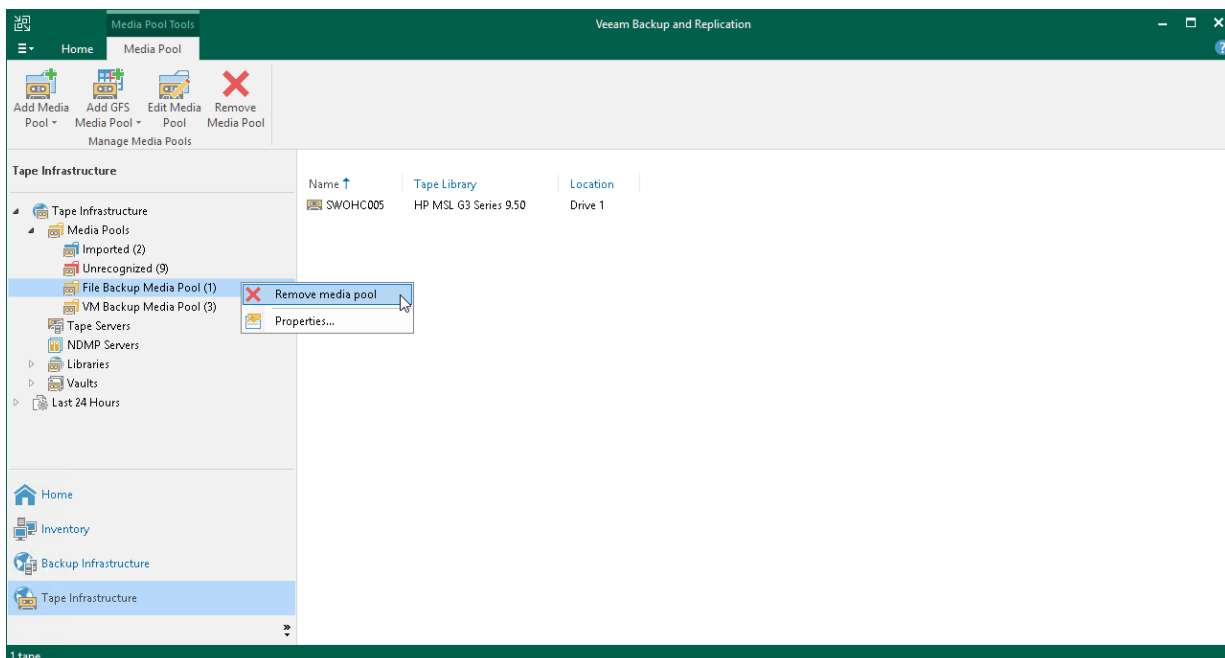 Media Pool Tools
Veeam Backup and Replication
Home
Media Pool
Add Media Pool
Add GFS Media Pool
Edit Media Pool
Remove Media Pool
Manage Media Pools
Tape Infrastructure
Name Tape Library Location
SWOHC005 HP MSL G3 Series 9.50 Drive 1
Tape Infrastructure
Media Pools
Imported (2)
Unrecognized (9)
File Backup Media Pool (1)
VM Backup Media Pool (3)
Remove media pool
Properties...
Tape Servers
NDMP Servers
Libraries
Vaults
Last 24 Hours
Home
Inventory
Backup Infrastructure
Tape Infrastructure
1 tape